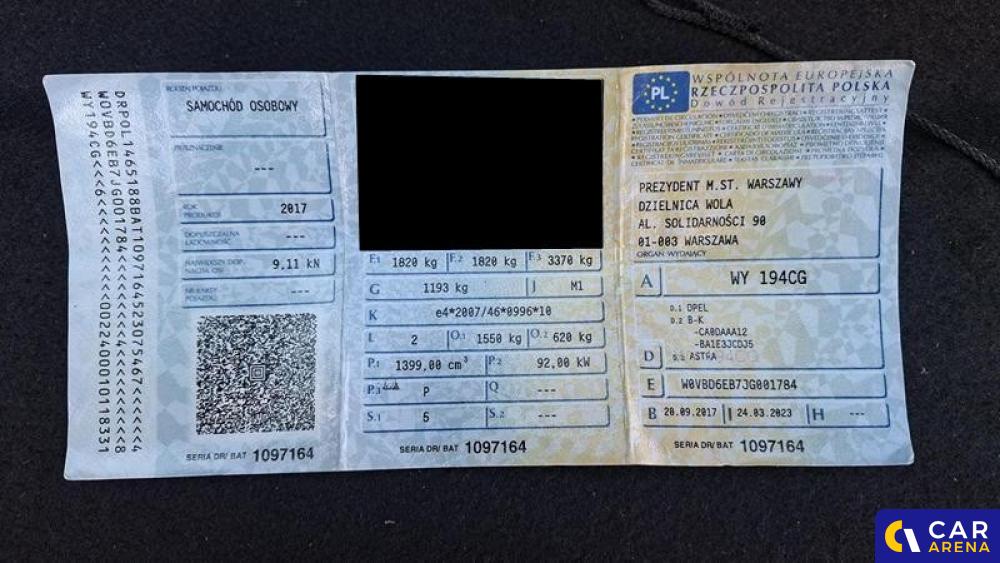 DRPOL1465188BAT1097164523075467<<<<<<4
W0VBD6EB7JG001784<<<<<<<<<<4<<<<<<<<<8
WY194CG<<6<<<<<<<<<<<<0022400010118331
RODZAJ POJAZDU
SAMOCHÓD OSOBOWY
PRZEZNACZENIE
---
ROK PRODUKCJI
2017
DOPUSZCZALNA ŁADOWNOŚĆ
---
NAJWIĘKSZY DOP. NACISK OSI
9,11 kN
NR KARTY POJAZDU
---
SERIA DR/ BAT 1097164
F.1 1820 kg F.2 1820 kg F.3 3370 kg
G 1193 kg J M1
K e4*2007/46*0996*10
L 2 O.1 1550 kg O.2 620 kg
P.1 1399,00 cm³ P.2 92,00 kW
P.3 P Q ---
S.1 5 S.2 ---
SERIA DR/ BAT 1097164
PL
WSPÓLNOTA EUROPEJSKA
RZECZPOSPOLITA POLSKA
Dowód Rejestracyjny
PREZYDENT M.ST. WARSZAWY
DZIELNICA WOLA
AL. SOLIDARNOŚCI 90
01-003 WARSZAWA
ORGAN WYDAJĄCY
A WY 194CG
D.1 OPEL
D.2 B-K
-CA0DAAA12
-BA1E3JCDJ5
D D.3 ASTRA
E W0VBD6EB7JG001784
B 20.09.2017 I 24.03.2023 H ---
SERIA DR/ BAT 1097164
CAR
ARENA